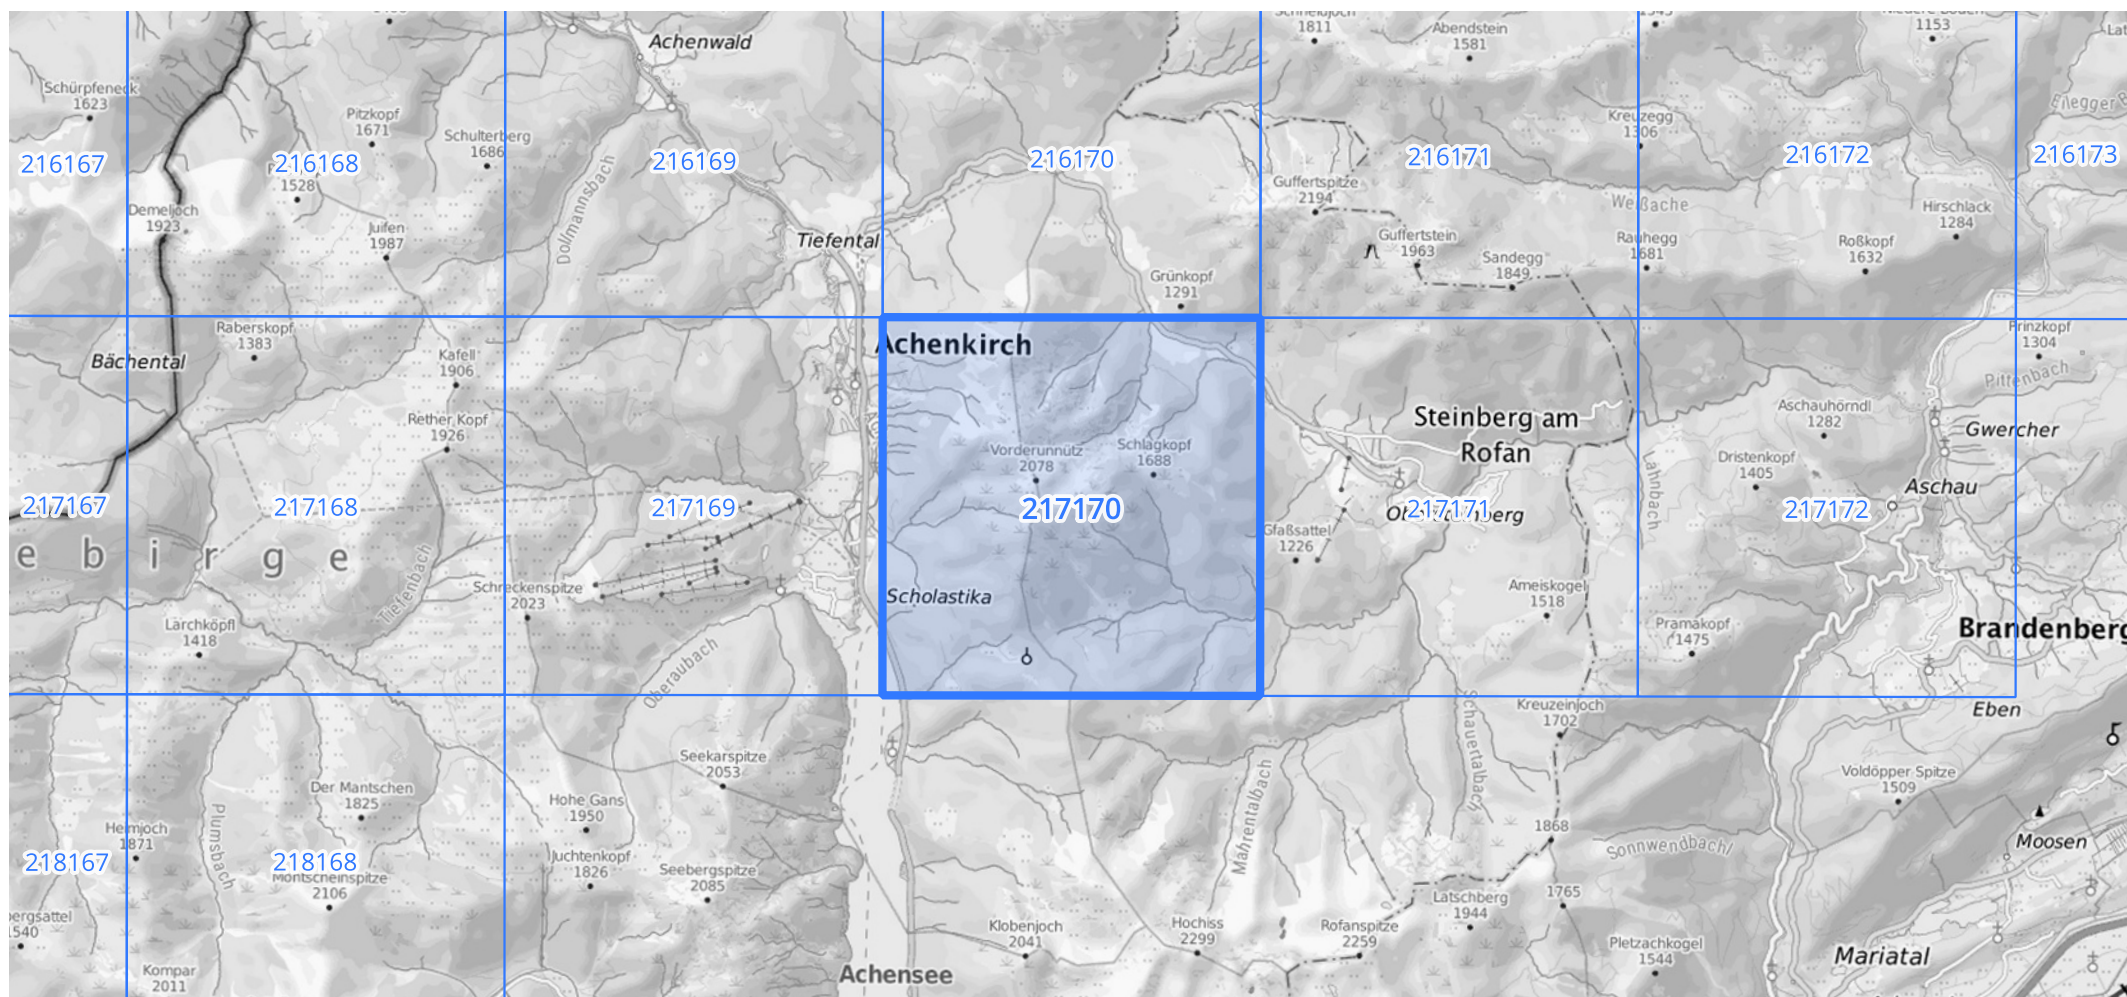 Achenwald
Schneidjoch
1811
Abendstein
1581
1153
Schürpfeneck
1623
Pitzkopf
1671
Schulterberg
1686
Kreuzegg
1306
216167
216168
216169
216170
216171
216172
216173
1528
Demeljoch
1923
Juifen
1987
Dollmannsbach
Tiefental
Guffertspitze
2194
Guffertstein
1963
Sandegg
1849
Weißache
Rauhegg
1681
Roßkopf
1632
Hirschlack
1284
Grünkopf
1291
Bächental
Raberskopf
1383
Kafell
1906
Rether Kopf
1926
Achenkirch
Vorderunnütz
2078
Schlagkopf
1688
Steinberg am
Rofan
Prinzkopf
1304
Pittenbach
Aschauhörndl
1282
Gwercher
Dristenkopf
1405
Aschau
217167
217168
217169
217170
217171
217172
Gfaßsattel
1226
e b i r g e
Tiefenbach
Schreckenspitze
2023
Scholastika
Ameiskogel
1518
Pramakopf
1475
Brandenberg
Lärchköpfl
1418
Oberaubach
Eben
Kreuzeinjoch
1702
Schauertalbach
Seekarspitze
2053
Der Mantschen
1825
Hohe Gans
1950
Plumsbach
Mahrentalbach
Voldöpper Spitze
1509
Moosen
Heimjoch
1871
218167
218168
Montscheinspitze
2106
Juchtenkopf
1826
Seebergspitze
2085
1868
Sonnwendbach
1765
Latschberg
1944
Klobenjoch
2041
Hochiss
2299
Rofanspitze
2259
Pletzachkogel
1544
Mariatal
Kompar
2011
Achensee